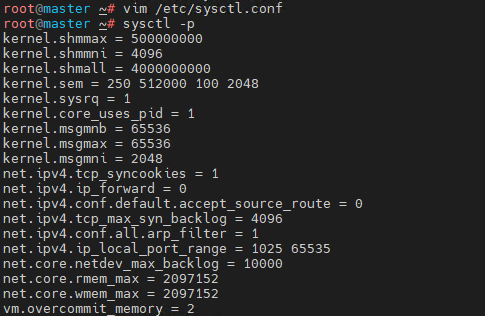 root@master ~# vim /etc/sysctl.conf
root@master ~# sysctl -p
kernel.shmmax = 500000000
kernel.shmmni = 4096
kernel.shmall = 4000000000
kernel.sem = 250 512000 100 2048
kernel.sysrq = 1
kernel.core_uses_pid = 1
kernel.msgmnb = 65536
kernel.msgmax = 65536
kernel.msgmni = 2048
net.ipv4.tcp_syncookies = 1
net.ipv4.ip_forward = 0
net.ipv4.conf.default.accept_source_route = 0
net.ipv4.tcp_max_syn_backlog = 4096
net.ipv4.conf.all.arp_filter = 1
net.ipv4.ip_local_port_range = 1025 65535
net.core.netdev_max_backlog = 10000
net.core.rmem_max = 2097152
net.core.wmem_max = 2097152
vm.overcommit_memory = 2